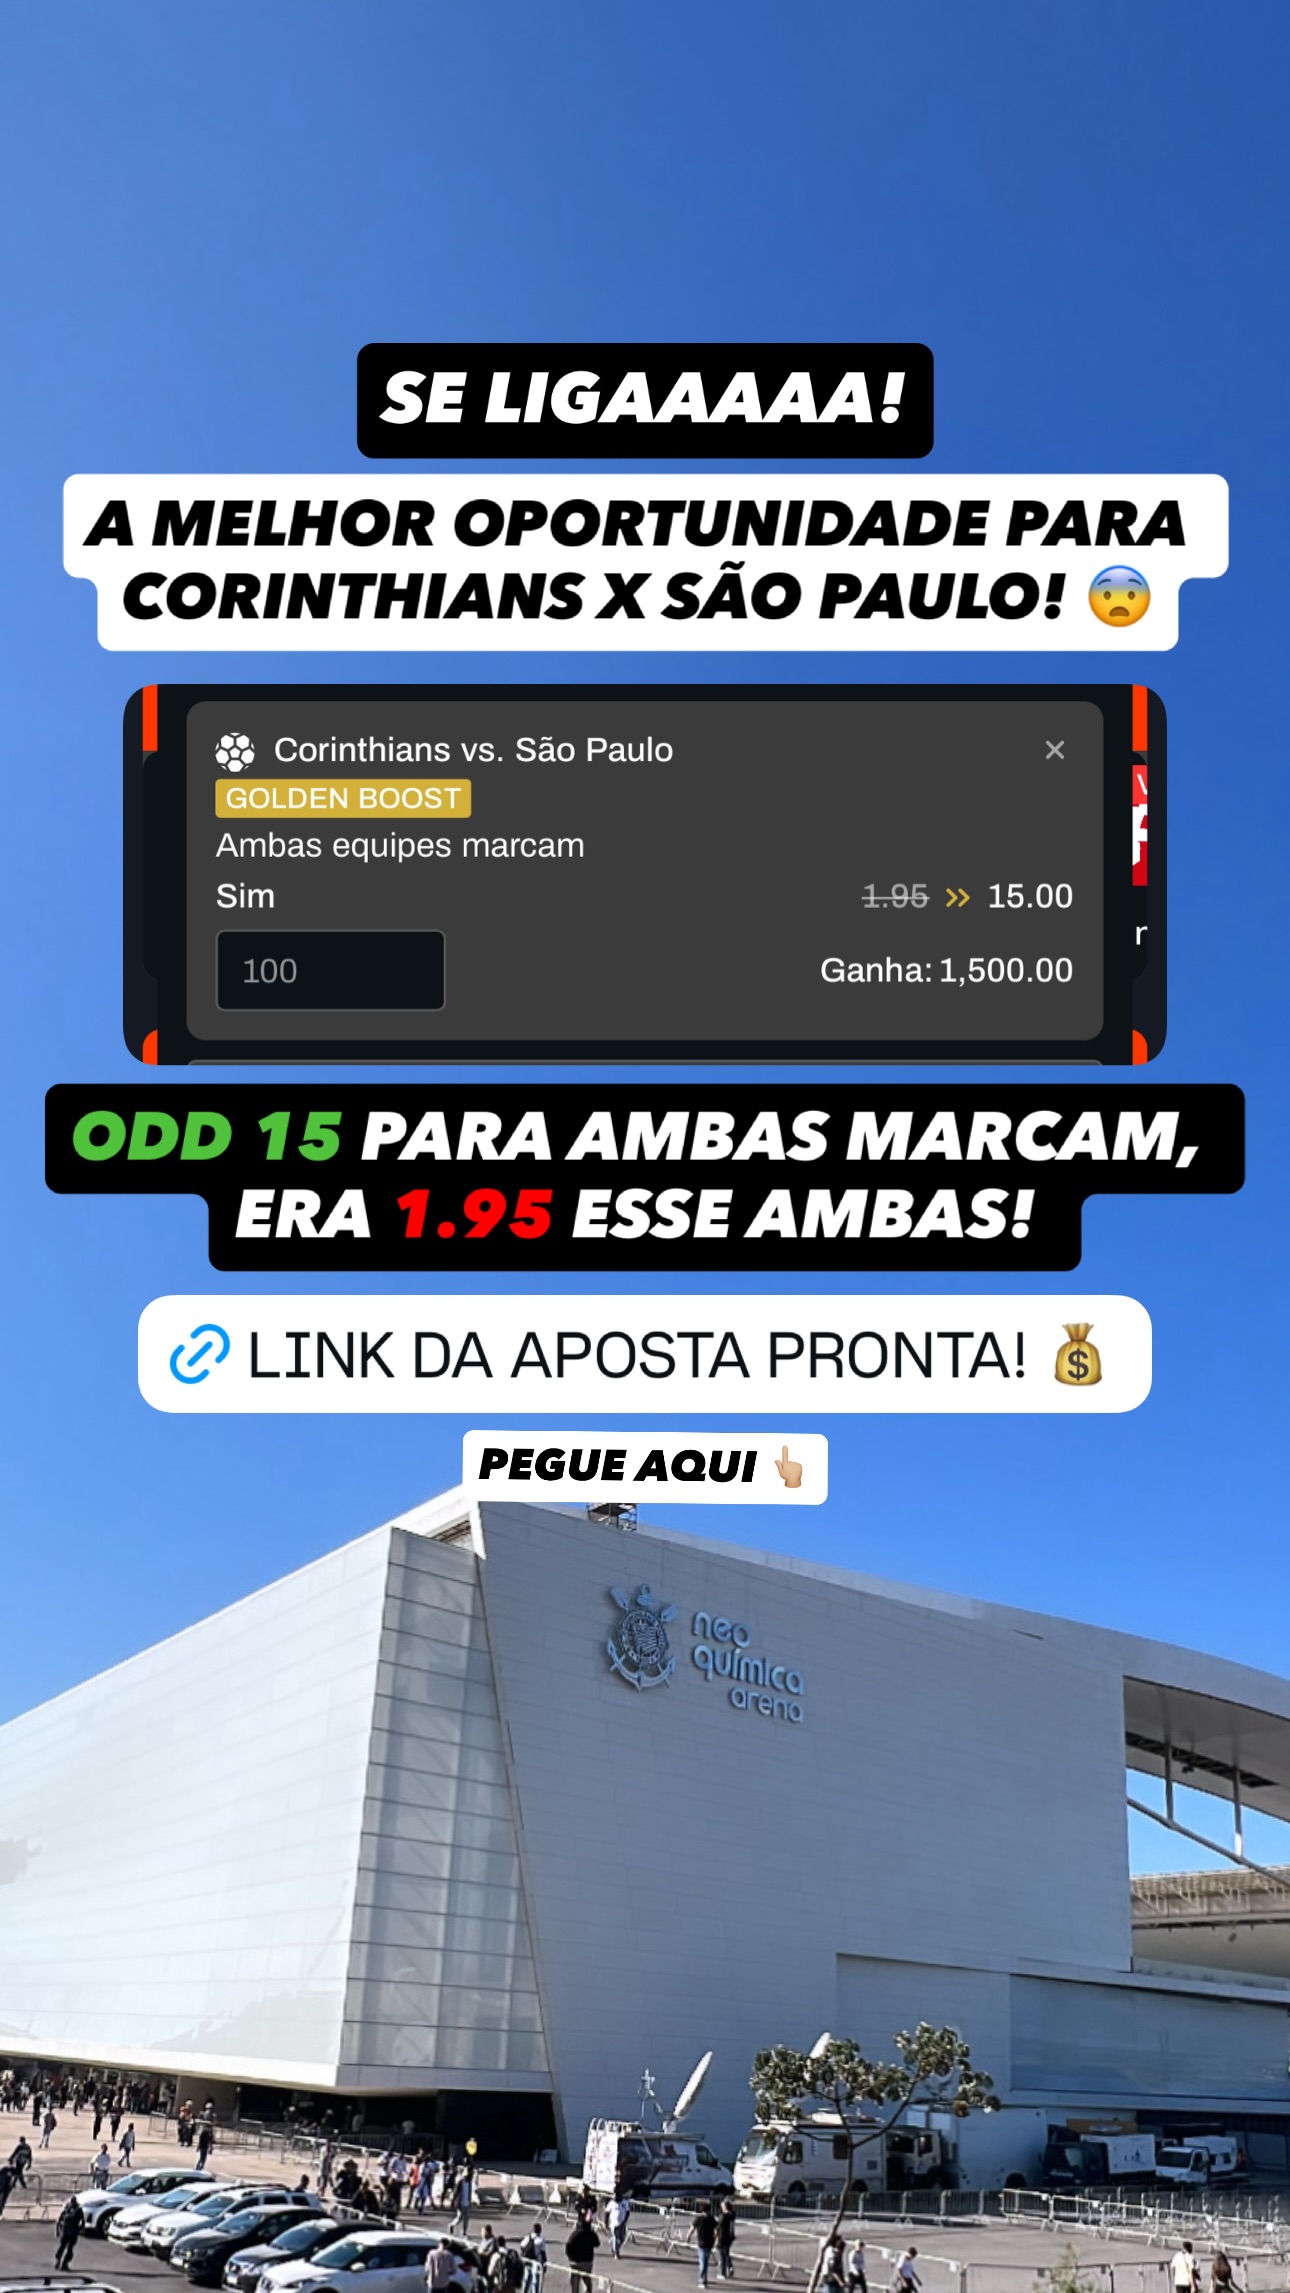 SE LIGAAAAA!
A MELHOR OPORTUNIDADE PARA
CORINTHIANS X SÃO PAULO! 😨
Corinthians vs. São Paulo
GOLDEN BOOST
Ambas equipes marcam
Sim 1.95 » 15.00
100 Ganha: 1,500.00
ODD 15 PARA AMBAS MARCAM,
ERA 1.95 ESSE AMBAS!
LINK DA APOSTA PRONTA! 💰
PEGUE AQUI 👆🏼
neo
química
arena